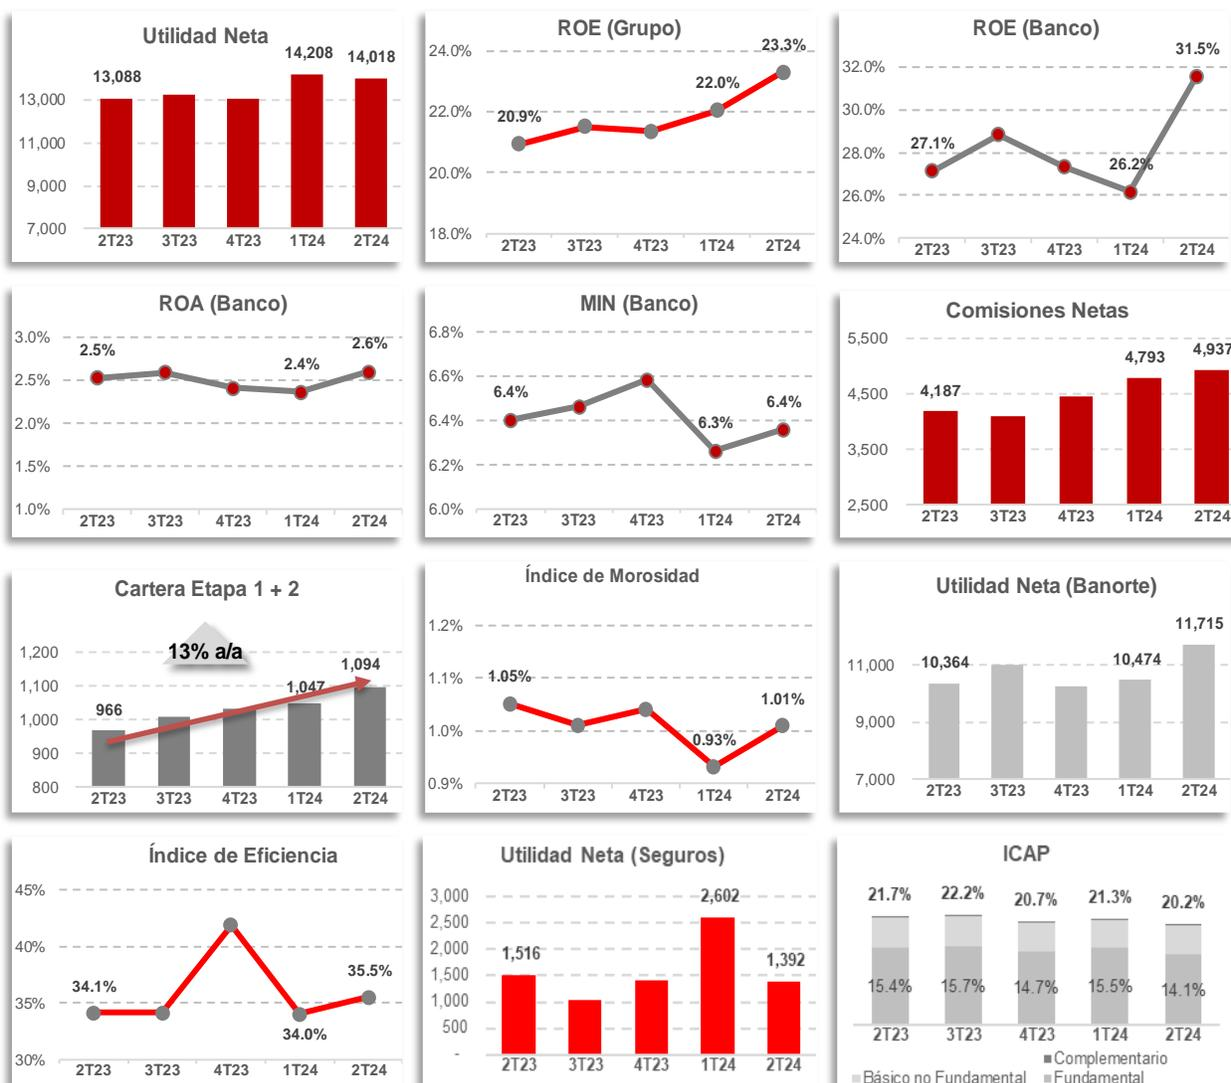 Utilidad Neta
13,088
14,208
14,018
13,000
11,000
9,000
7,000
2T23 3T23 4T23 1T24 2T24
ROE (Grupo)
24.0%
22.0%
20.0%
18.0%
20.9%
22.0%
23.3%
2T23 3T23 4T23 1T24 2T24
ROE (Banco)
32.0%
30.0%
28.0%
26.0%
24.0%
27.1%
26.2%
31.5%
2T23 3T23 4T23 1T24 2T24
ROA (Banco)
3.0%
2.5%
2.0%
1.5%
1.0%
2.5%
2.4%
2.6%
2T23 3T23 4T23 1T24 2T24
MIN (Banco)
6.8%
6.6%
6.4%
6.2%
6.0%
6.4%
6.3%
6.4%
2T23 3T23 4T23 1T24 2T24
Comisiones Netas
5,500
4,500
3,500
2,500
4,187
4,793
4,937
2T23 3T23 4T23 1T24 2T24
Cartera Etapa 1 + 2
13% a/a
1,200
1,100
1,000
900
800
966
1,047
1,094
2T23 3T23 4T23 1T24 2T24
Índice de Morosidad
1.2%
1.1%
1.0%
0.9%
1.05%
0.93%
1.01%
2T23 3T23 4T23 1T24 2T24
Utilidad Neta (Banorte)
11,000
9,000
7,000
10,364
10,474
11,715
2T23 3T23 4T23 1T24 2T24
Índice de Eficiencia
45%
40%
35%
30%
34.1%
34.0%
35.5%
2T23 3T23 4T23 1T24 2T24
Utilidad Neta (Seguros)
3,000
2,500
2,000
1,500
1,000
500
-
1,516
2,602
1,392
2T23 3T23 4T23 1T24 2T24
ICAP
21.7% 22.2% 20.7% 21.3% 20.2%
15.4% 15.7% 14.7% 15.5% 14.1%
2T23 3T23 4T23 1T24 2T24
Complementario
Básico no Fundamental Fundamental